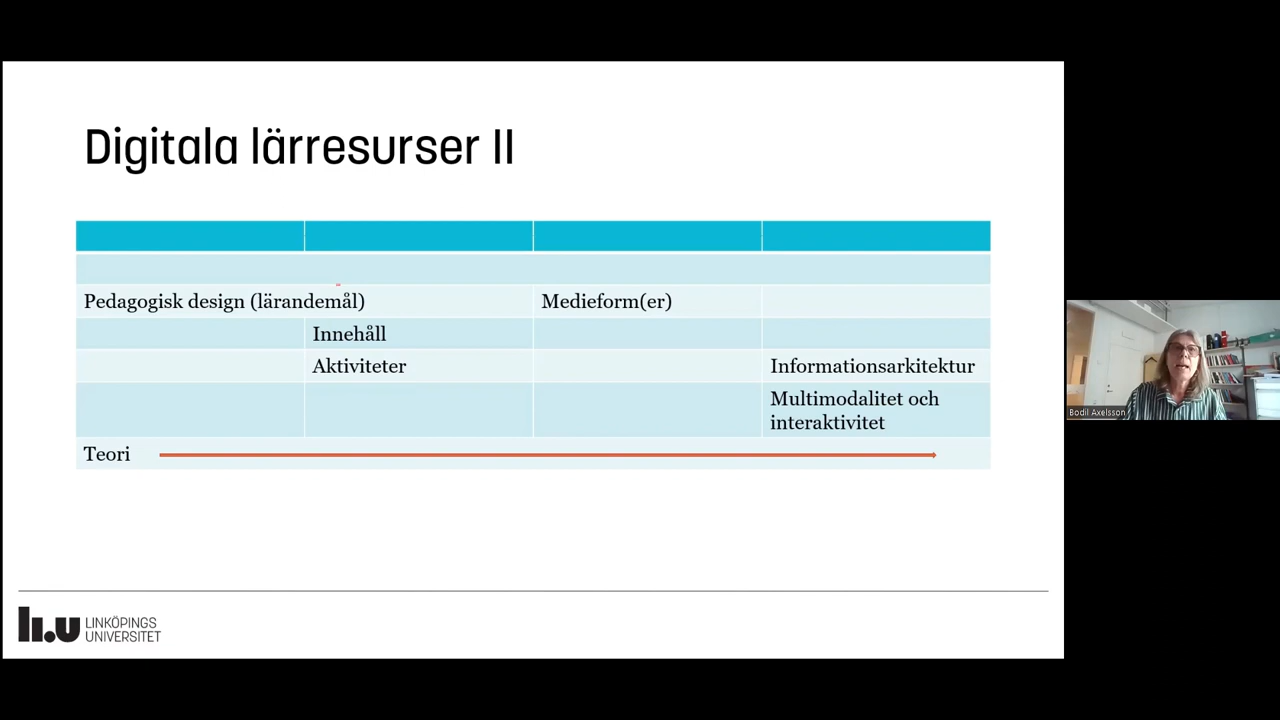 Digitala lärresurser II
Pedagogisk design (lärandemål) Medieform(er)
Innehåll
Aktiviteter Informationsarkitektur
Multimodalitet och
interaktivitet
Teori
Bodil Axelsson
li.u LINKÖPINGS
UNIVERSITET